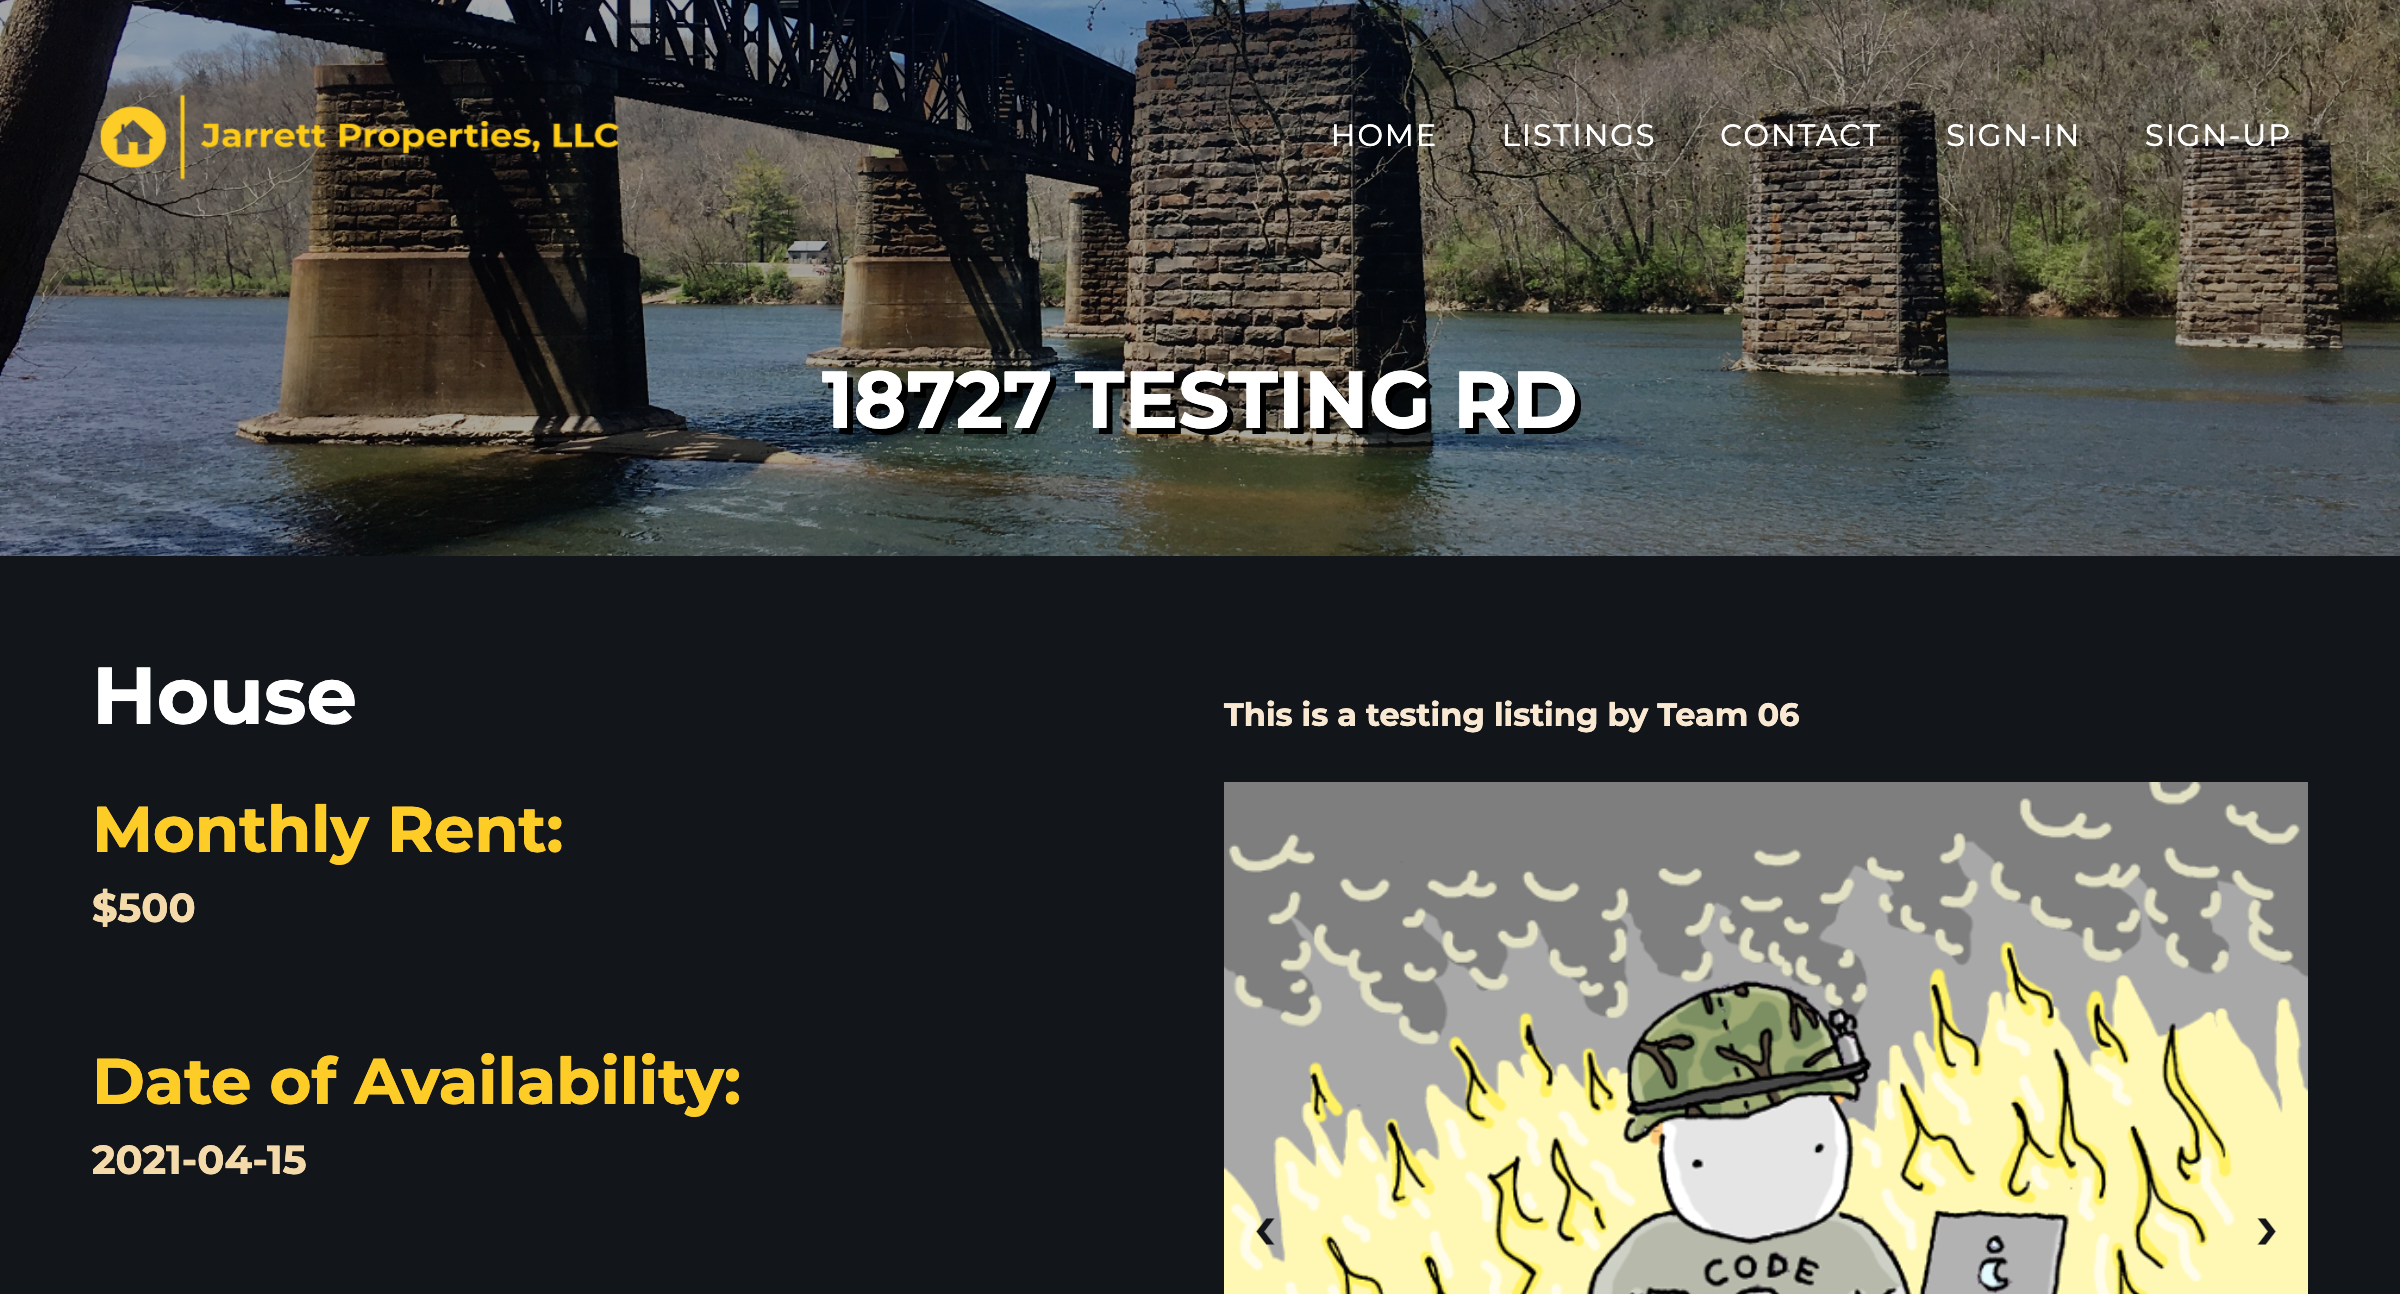 Jarrett Properties, LLC
HOME LISTINGS CONTACT SIGN-IN SIGN-UP
18727 TESTING RD
House
This is a testing listing by Team 06
Monthly Rent:
$500
Date of Availability:
2021-04-15
CODE